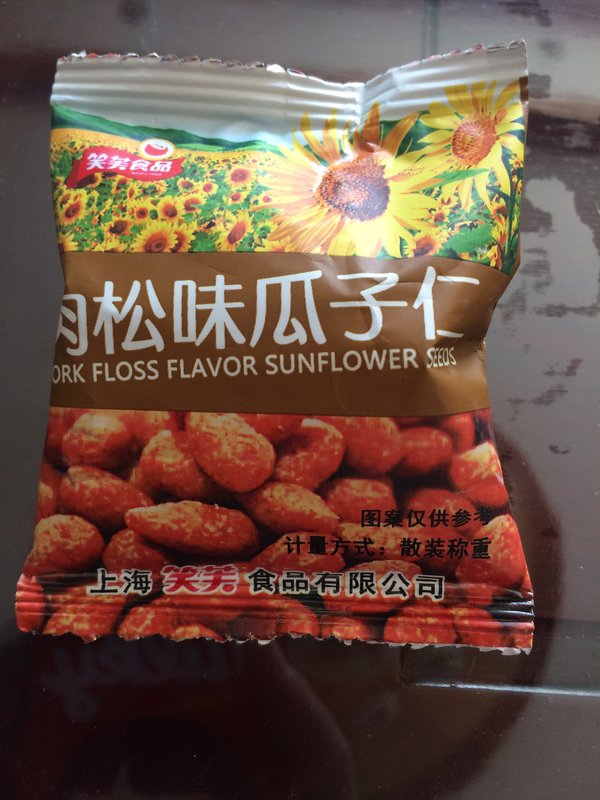 笑芙食品
肉松味瓜子仁
ORK FLOSS FLAVOR SUNFLOWER SEEDS
图案仅供参考
计量方式：散装称重
上海笑芙食品有限公司